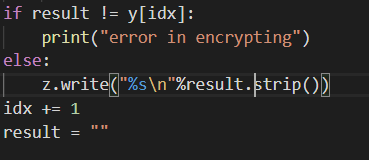 if result != y[idx]:
    print("error in encrypting")
else:
    z.write("%s\n"%result.strip())
idx += 1
result = ""